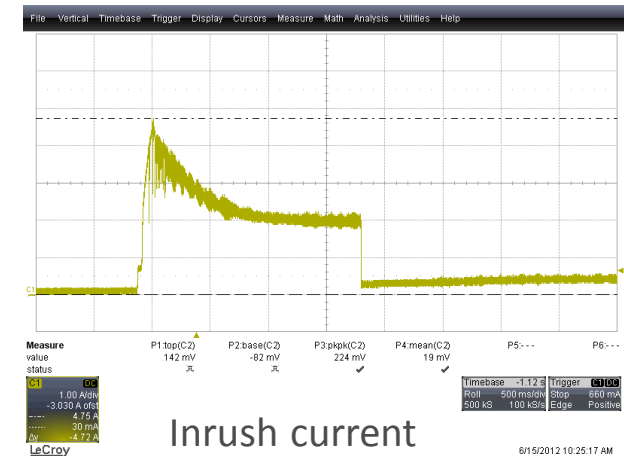 File Vertical Timebase Trigger Display Cursors Measure Math Analysis Utilities Help
C1
Measure P1:top(C2) P2:base(C2) P3:pkpk(C2) P4:mean(C2) P5:--- P6:---
value 142 mV -82 mV 224 mV 19 mV
status
C1 DC
1.00 A/div
-3.030 A ofst
4.75 A
30 mA
Δy -4.72 A
Timebase -1.12 s Trigger C1 DC
Roll 500 ms/div Stop 660 mA
500 kS 100 kS/s Edge Positive
Inrush current
LeCroy 6/15/2012 10:25:17 AM